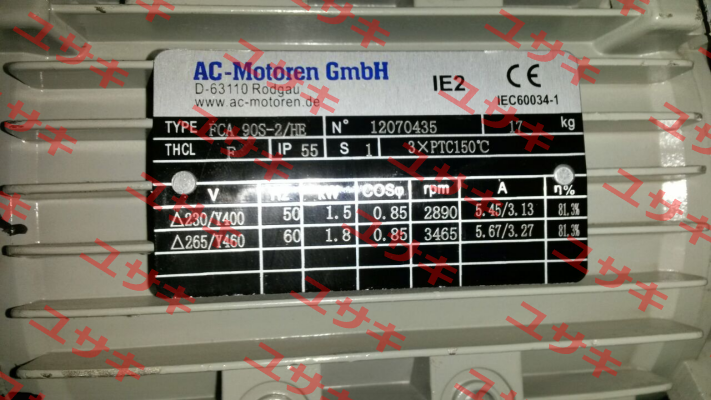 AC-Motoren GmbH
D-63110 Rodgau
www.ac-motoren.de
IE2 CE
IEC60034-1
TYPE FCA 90S-2/HE N° 12070435 17 kg
THCL F IP 55 S 1 3×PTC150℃
V HZ kW COSφ rpm A η%
△230/Y400 50 1.5 0.85 2890 5.45/3.13 81.3%
△265/Y460 60 1.8 0.85 3465 5.67/3.27 81.3%
ユサキ